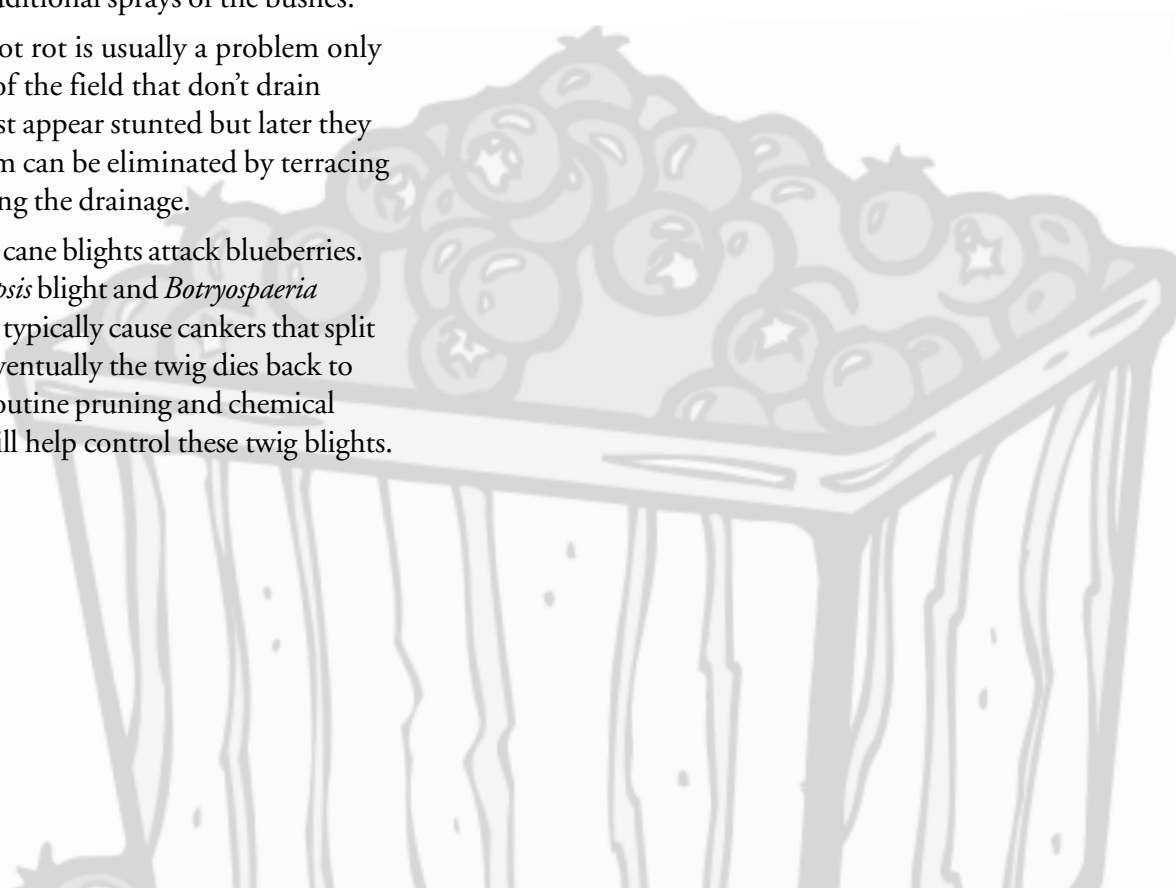 ditional sprays of the bushes.
ot rot is usually a problem only
of the field that don’t drain
st appear stunted but later they
m can be eliminated by terracing
ng the drainage.
cane blights attack blueberries.
psis blight and Botryospaeria
typically cause cankers that split
ventually the twig dies back to
outine pruning and chemical
ill help control these twig blights.